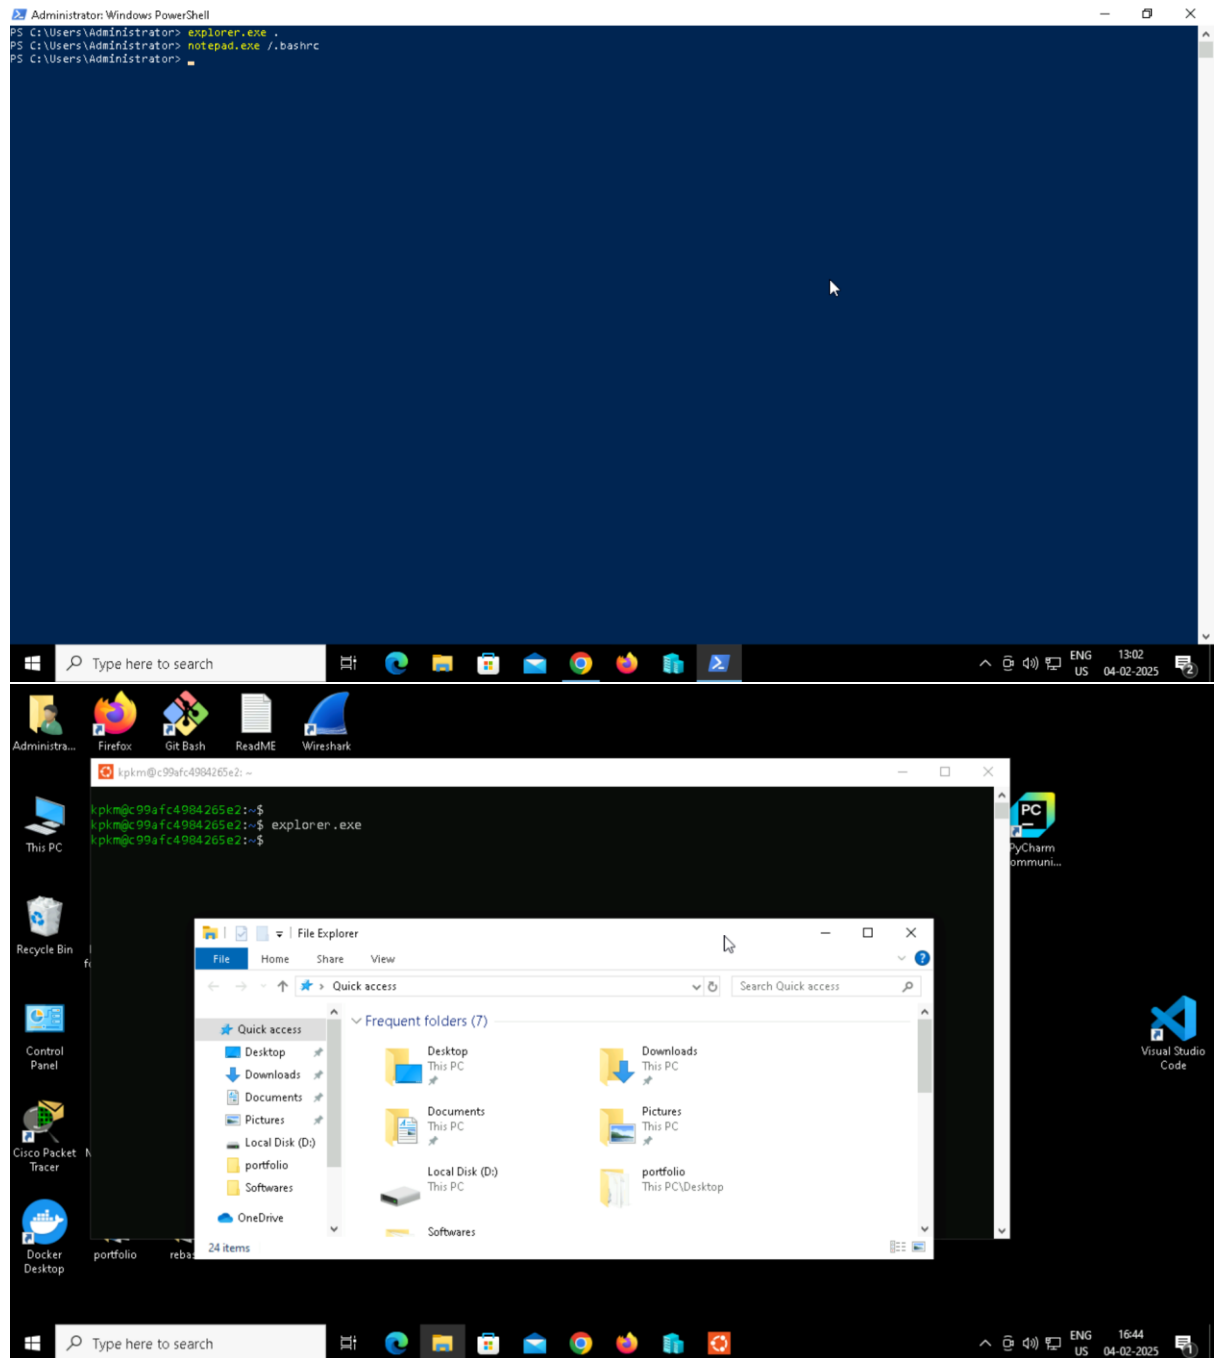 Administrator: Windows PowerShell
PS C:\Users\Administrator> explorer.exe .
PS C:\Users\Administrator> notepad.exe /.bashrc
PS C:\Users\Administrator>
Type here to search
ENG
US
13:02
04-02-2025
2
Administra...
Firefox
Git Bash
ReadME
Wireshark
kpkm@c99afc4984265e2: ~
kpkm@c99afc4984265e2:~$
kpkm@c99afc4984265e2:~$ explorer.exe
kpkm@c99afc4984265e2:~$
This PC
PC
PyCharm
ommuni...
Recycle Bin
Control
Panel
Visual Studio
Code
Cisco Packet
Tracer
Docker
Desktop
portfolio
reba
File Explorer
File Home Share View
Quick access
Search Quick access
Quick access
Desktop
Downloads
Documents
Pictures
Local Disk (D:)
portfolio
Softwares
OneDrive
Frequent folders (7)
Desktop
This PC
Downloads
This PC
Documents
This PC
Pictures
This PC
Local Disk (D:)
This PC
portfolio
This PC\Desktop
Softwares
24 items
Type here to search
ENG
US
16:44
04-02-2025
1